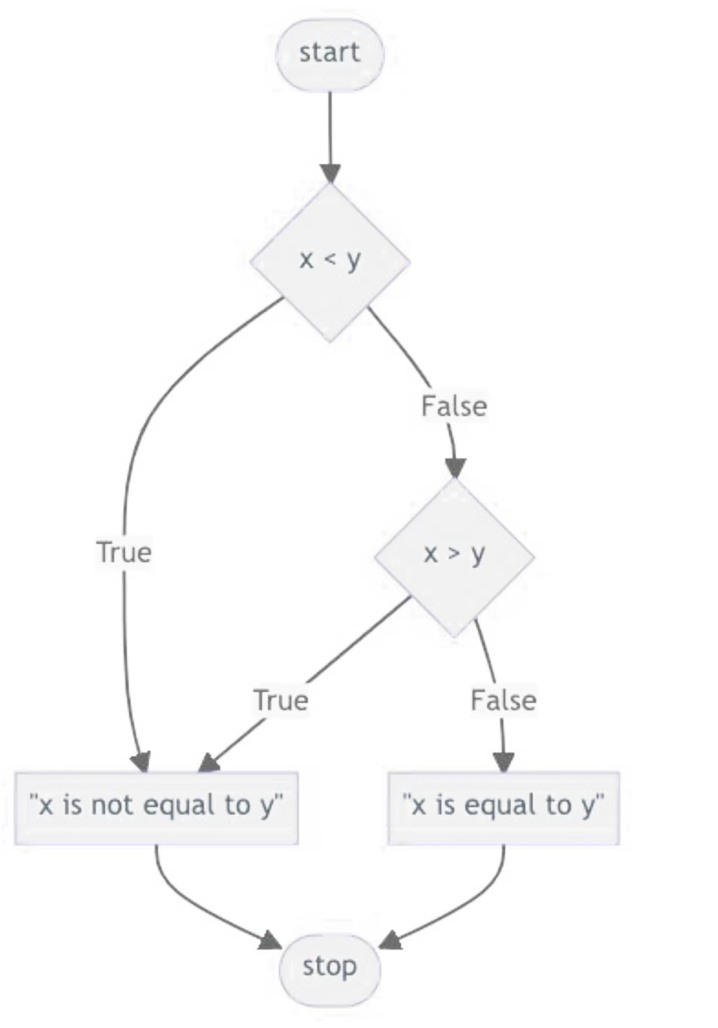 start
x < y
False
True
x > y
True
False
"x is not equal to y"
"x is equal to y"
stop